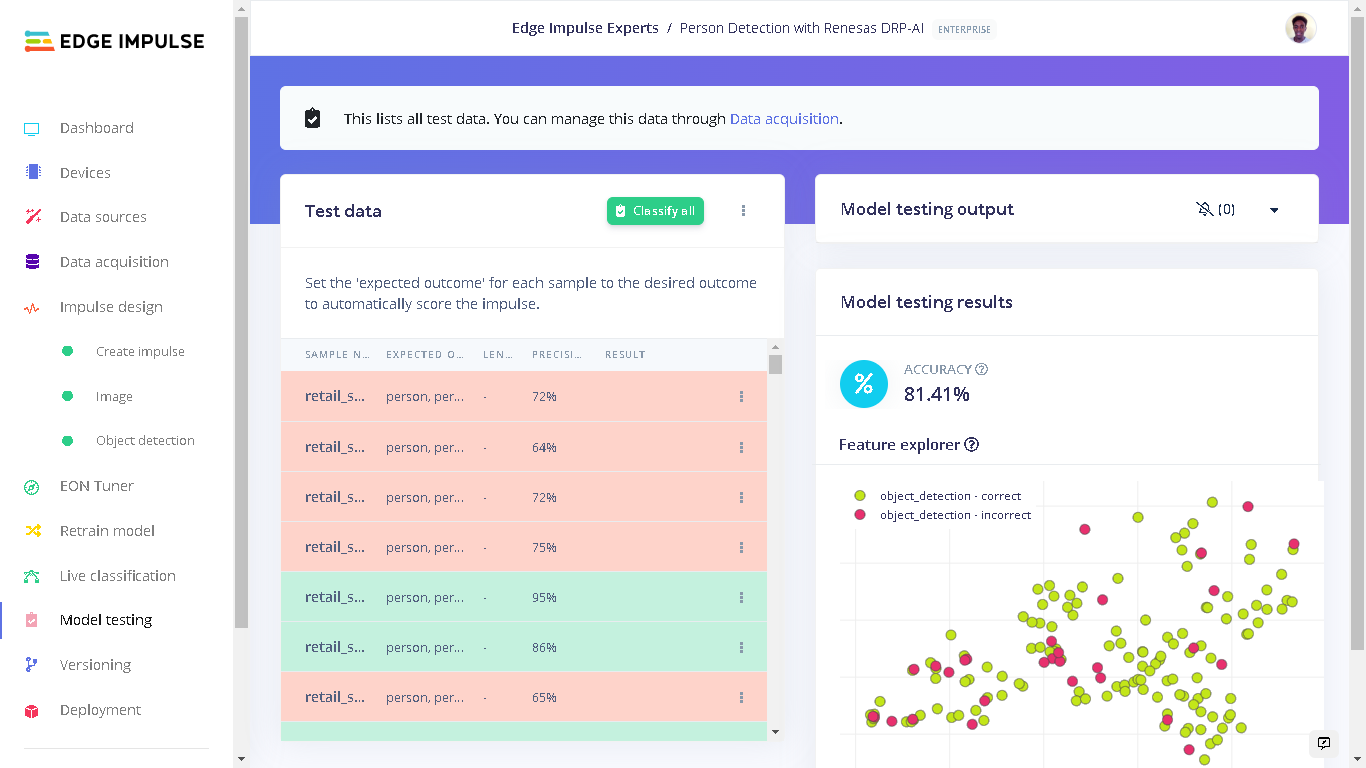 EDGE IMPULSE
Edge Impulse Experts / Person Detection with Renesas DRP-AI ENTERPRISE
Dashboard
Devices
Data sources
Data acquisition
Impulse design
Create impulse
Image
Object detection
EON Tuner
Retrain model
Live classification
Model testing
Versioning
Deployment
This lists all test data. You can manage this data through Data acquisition.
Test data
Classify all
Set the 'expected outcome' for each sample to the desired outcome
to automatically score the impulse.
SAMPLE N... EXPECTED O... LEN... PRECISI... RESULT
retail_s... person, per... - 72%
retail_s... person, per... - 64%
retail_s... person, per... - 72%
retail_s... person, per... - 75%
retail_s... person, per... - 95%
retail_s... person, per... - 86%
retail_s... person, per... - 65%
Model testing output (0)
Model testing results
%
ACCURACY
81.41%
Feature explorer
object_detection - correct
object_detection - incorrect